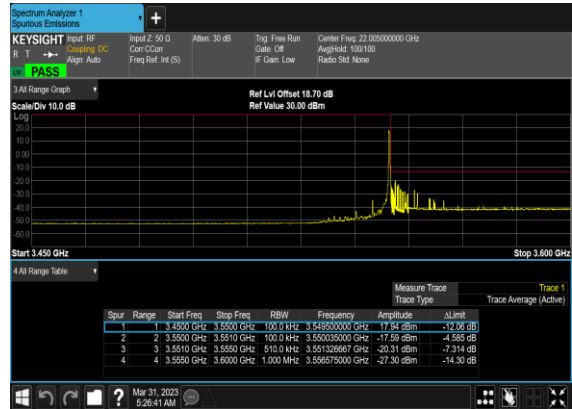 Spectrum Analyzer 1
Spurious Emissions
+
KEYSIGHT Input: RF Input Z: 50 Ω Atten: 30 dB Trig: Free Run Center Freq: 22.005000000 GHz
R T Coupling: DC Corr CCorr Gate: Off Avg|Hold: 100/100
Align: Auto Freq Ref: Int (S) IF Gain: Low Radio Std: None
LW PASS
3 All Range Graph
Ref Lvl Offset 18.70 dB
Scale/Div 10.0 dB Ref Value 30.00 dBm
Log
20.0
10.0
0.00
-10.0
-20.0
-30.0
-40.0
-50.0
-60.0
Start 3.450 GHz Stop 3.600 GHz
4 All Range Table
Measure Trace Trace 1
Trace Type Trace Average (Active)
Spur Range Start Freq Stop Freq RBW Frequency Amplitude ΔLimit
1 1 3.4500 GHz 3.5500 GHz 100.0 kHz 3.549500000 GHz 17.94 dBm -12.06 dB
2 2 3.5500 GHz 3.5510 GHz 100.0 kHz 3.550035000 GHz -17.59 dBm -4.585 dB
3 3 3.5510 GHz 3.5550 GHz 510.0 kHz 3.551326667 GHz -20.31 dBm -7.314 dB
4 4 3.5550 GHz 3.6000 GHz 1.000 MHz 3.556575000 GHz -27.30 dBm -14.30 dB
? Mar 31, 2023
5:26:41 AM